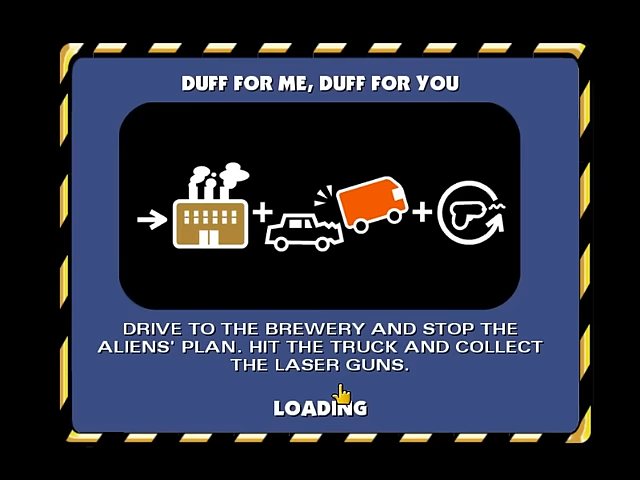 DUFF FOR ME, DUFF FOR YOU
DRIVE TO THE BREWERY AND STOP THE
ALIENS' PLAN. HIT THE TRUCK AND COLLECT
THE LASER GUNS.
LOADING